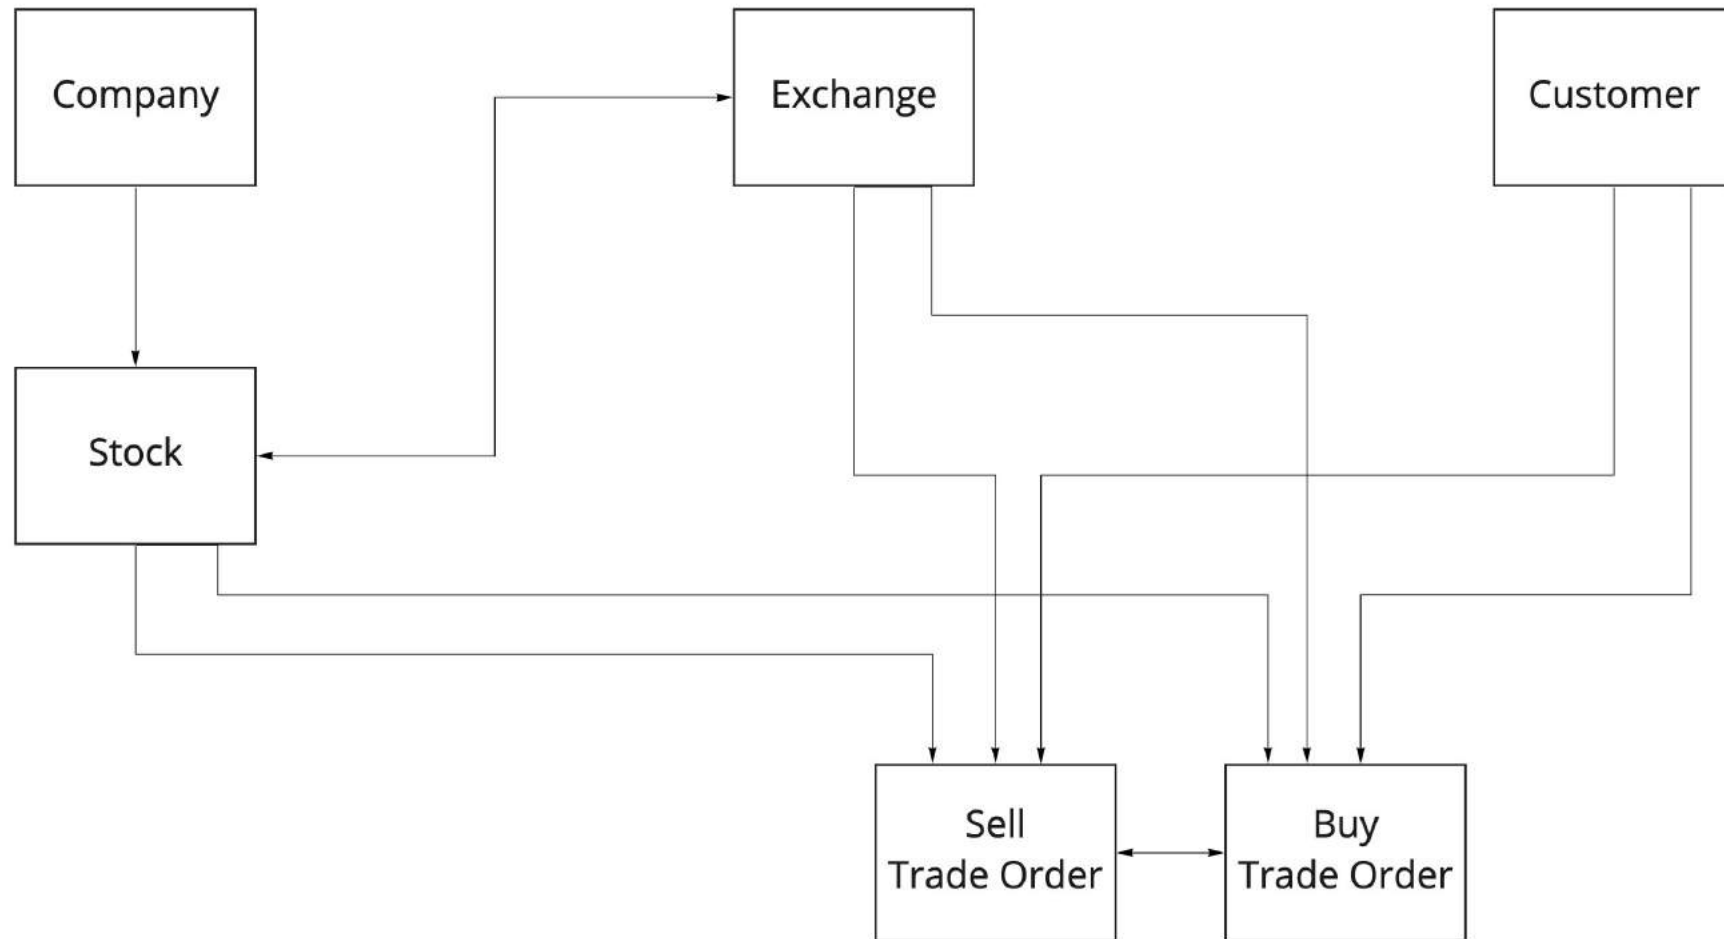 Company
Exchange
Customer
Stock
Sell
Trade Order
Buy
Trade Order